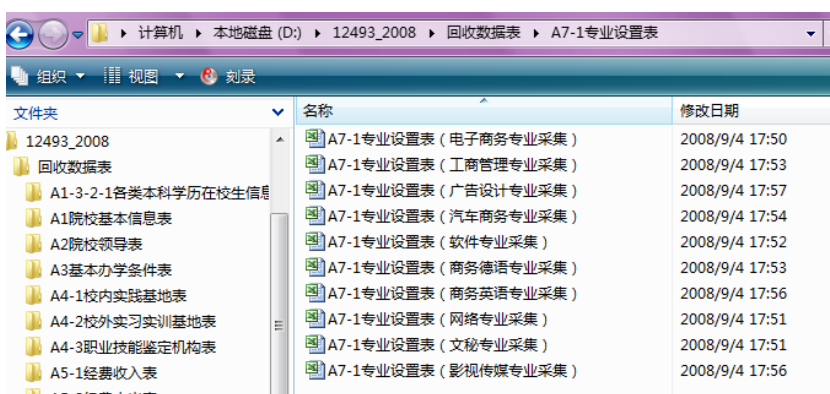 计算机 本地磁盘 (D:) 12493_2008 回收数据表 A7-1专业设置表
组织 视图 刻录
文件夹 名称 修改日期
12493_2008
回收数据表
A1-3-2-1各类本科学历在校生信息
A1院校基本信息表
A2院校领导表
A3基本办学条件表
A4-1校内实践基地表
A4-2校外实习实训基地表
A4-3职业技能鉴定机构表
A5-1经费收入表
A7-1专业设置表（电子商务专业采集） 2008/9/4 17:50
A7-1专业设置表（工商管理专业采集） 2008/9/4 17:53
A7-1专业设置表（广告设计专业采集） 2008/9/4 17:57
A7-1专业设置表（汽车商务专业采集） 2008/9/4 17:54
A7-1专业设置表（软件专业采集） 2008/9/4 17:52
A7-1专业设置表（商务德语专业采集） 2008/9/4 17:53
A7-1专业设置表（商务英语专业采集） 2008/9/4 17:56
A7-1专业设置表（网络专业采集） 2008/9/4 17:51
A7-1专业设置表（文秘专业采集） 2008/9/4 17:51
A7-1专业设置表（影视传媒专业采集） 2008/9/4 17:56